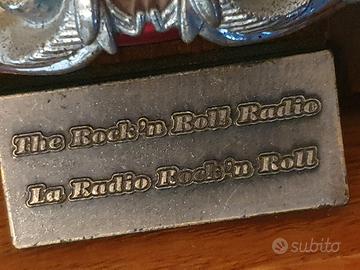 The Rock'n Roll Radio
La Radio Rock'n Roll
subito